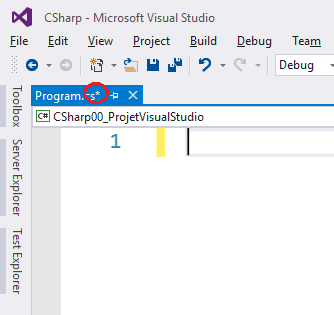 CSharp - Microsoft Visual Studio
File Edit View Project Build Debug Team
Debug
Program.cs*
C# CSharp00_ProjetVisualStudio
1
Toolbox
Server Explorer
Test Explorer